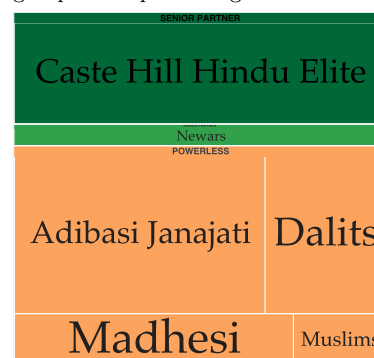 SENIOR PARTNER
Caste Hill Hindu Elite
Newars
POWERLESS
Adibasi Janajati
Dalits
Madhesi
Muslims